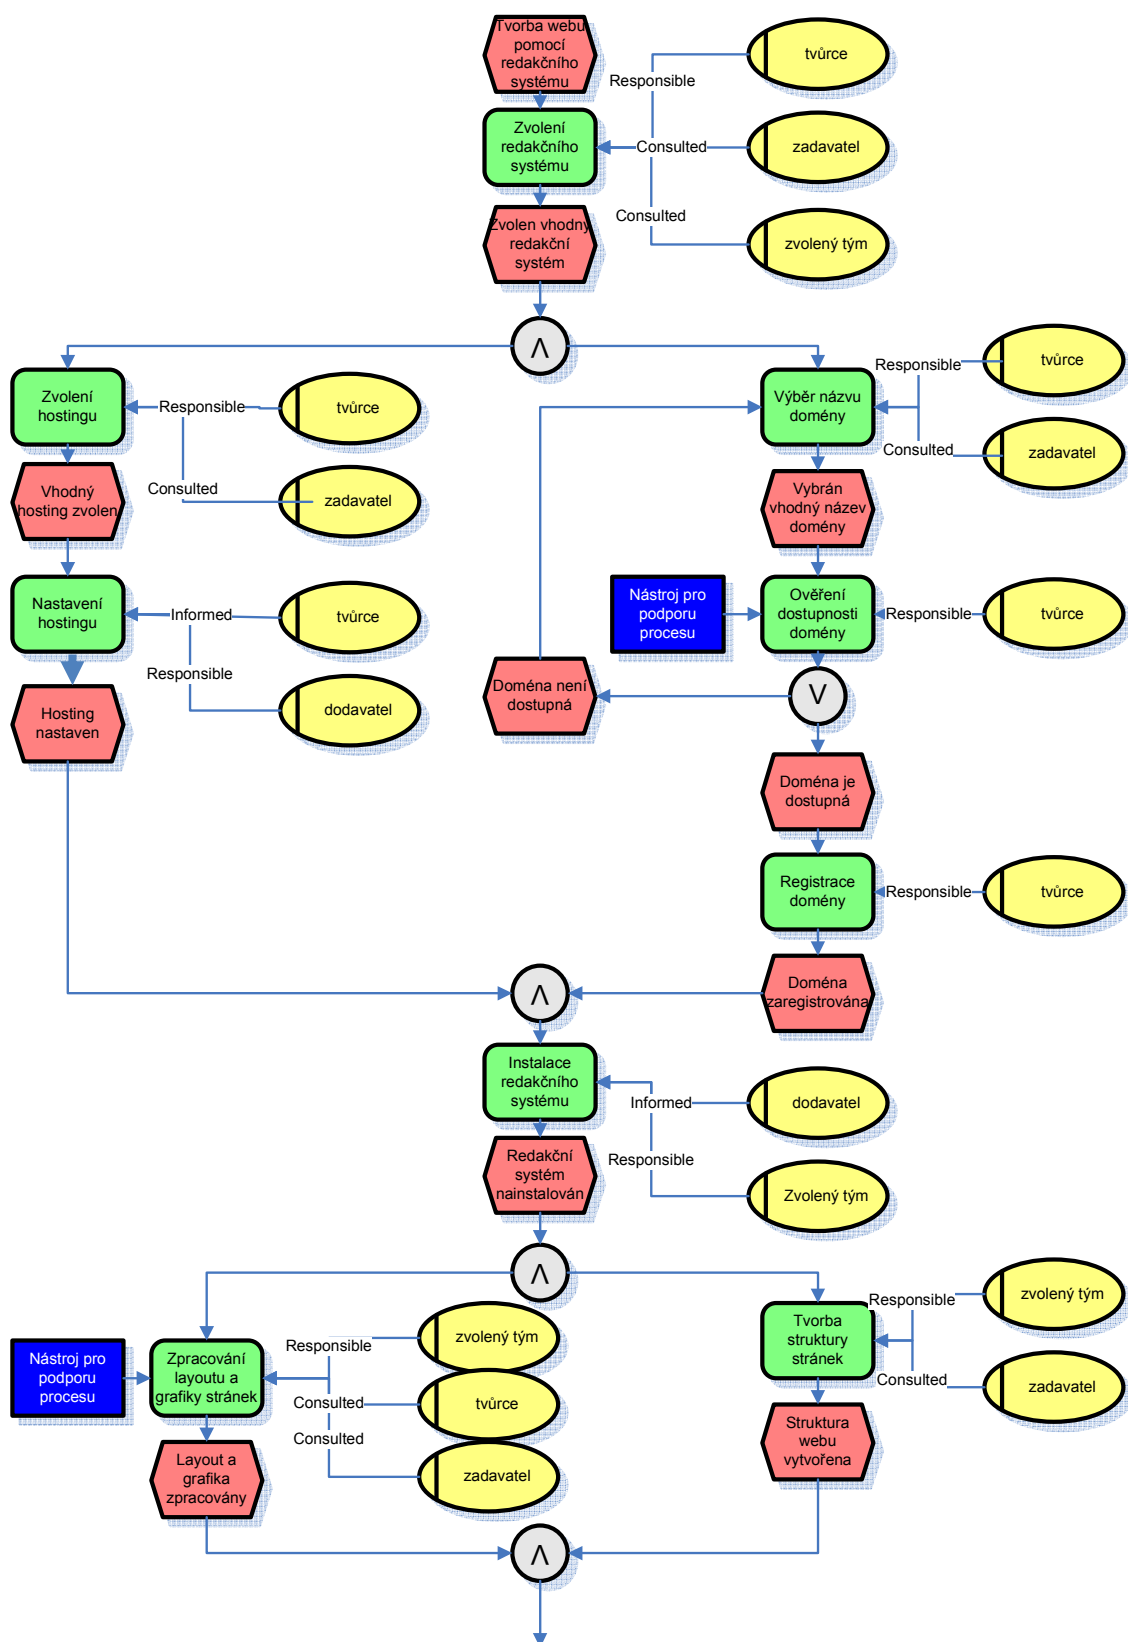 Tvorba webu
pomocí
redakčního
systému
tvůrce
Responsible
Zvolení
redakčního
systému
Consulted
zadavatel
Consulted
Zvolen vhodný
redakční
systém
zvolený tým
Λ
Zvolení
hostingu
Responsible
tvůrce
Výběr názvu
domény
Responsible
tvůrce
Consulted
zadavatel
Vhodný
hosting zvolen
Consulted
zadavatel
Vybrán
vhodný název
domény
Nastavení
hostingu
Informed
tvůrce
Nástroj pro
podporu
procesu
Ověření
dostupnosti
domény
Responsible
tvůrce
Responsible
dodavatel
Hosting
nastaven
Doména není
dostupná
V
Doména je
dostupná
Registrace
domény
Responsible
tvůrce
Λ
Doména
zaregistrována
Instalace
redakčního
systému
Informed
dodavatel
Responsible
Zvolený tým
Redakční
systém
nainstalován
Λ
Responsible
zvolený tým
Responsible
zvolený tým
Nástroj pro
podporu
procesu
Zpracování
layoutu a
grafiky stránek
Consulted
tvůrce
Consulted
zadavatel
Tvorba
struktury
stránek
Consulted
zadavatel
Layout a
grafika
zpracovány
Struktura
webu
vytvořena
Λ